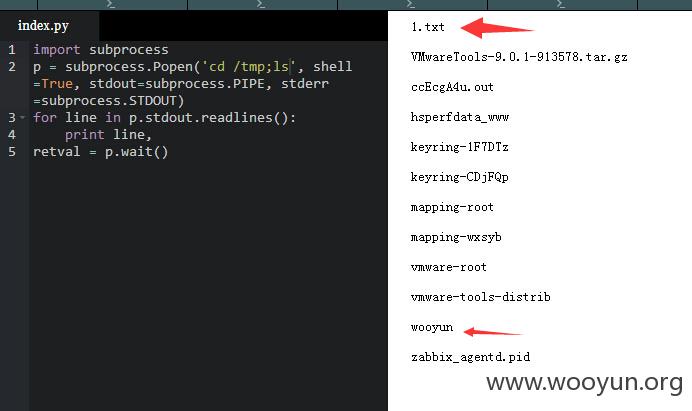 index.py
1 import subprocess
2 p = subprocess.Popen('cd /tmp;ls', shell
=True, stdout=subprocess.PIPE, stderr
=subprocess.STDOUT)
3 for line in p.stdout.readlines():
4 print line,
5 retval = p.wait()
1.txt
VMwareTools-9.0.1-913578.tar.gz
ccEcgA4u.out
hsperfdata_www
keyring-1F7DTz
keyring-CDjFQp
mapping-root
mapping-wxsyb
vmware-root
vmware-tools-distrib
wooyun
zabbix_agentd.pid
www.wooyun.org